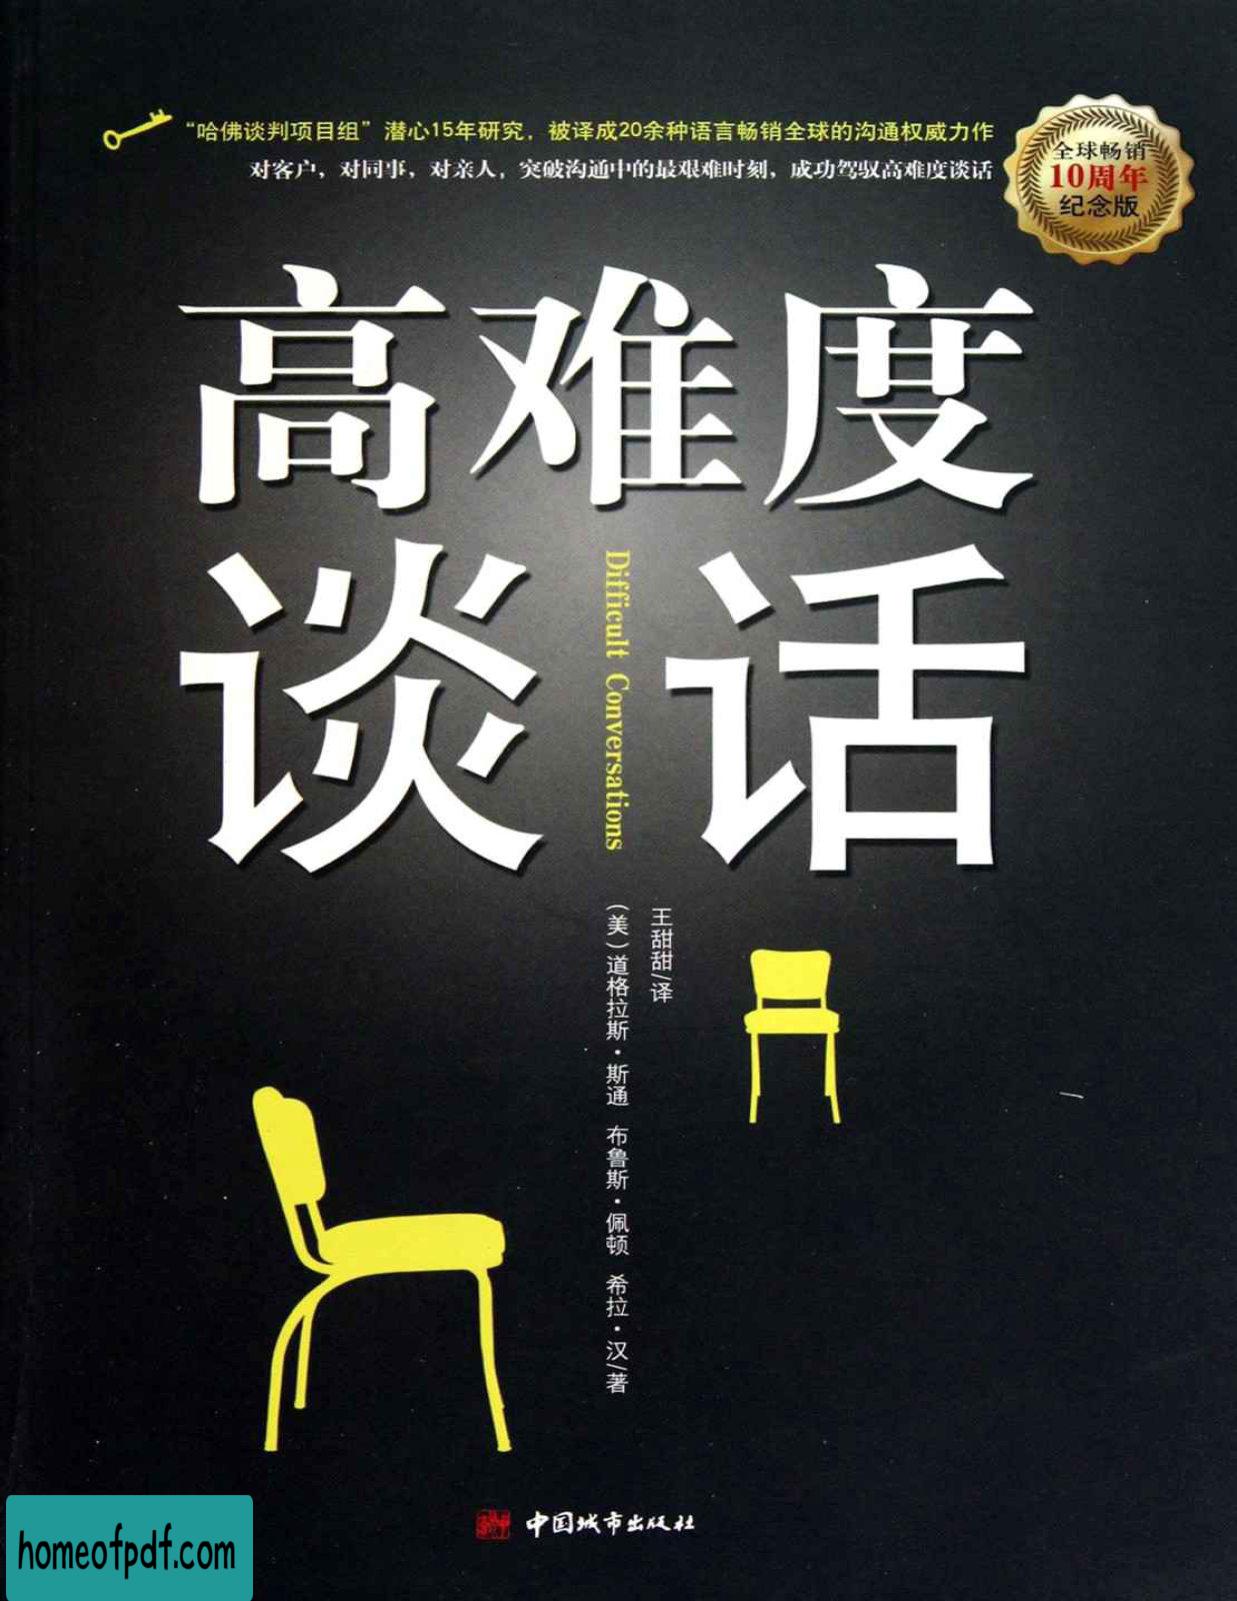 “哈佛谈判项目组”潜心15年研究，被译成20余种语言畅销全球的沟通权威力作
对客户，对同事，对亲人，突破沟通中的最艰难时刻，成功驾驭高难度谈话
全球畅销
10周年
纪念版
高难度
谈话
Difficult Conversations
王甜甜/译
（美）道格拉斯·斯通 布鲁斯·佩顿 希拉·汉/著
中国城市出版社
homeofpdf.com